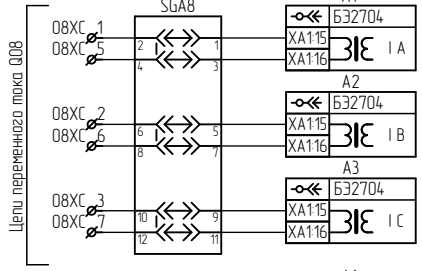 SGA8
Цепи переменного тока Q08
08XC 1
08XC 5
2 1
4 3
Б32704
XA1:15
XA1:16
I A
08XC 2
08XC 6
6 5
8 7
A2
Б32704
XA1:15
XA1:16
I B
08XC 3
08XC 7
10 9
12 11
A3
Б32704
XA1:15
XA1:16
I C